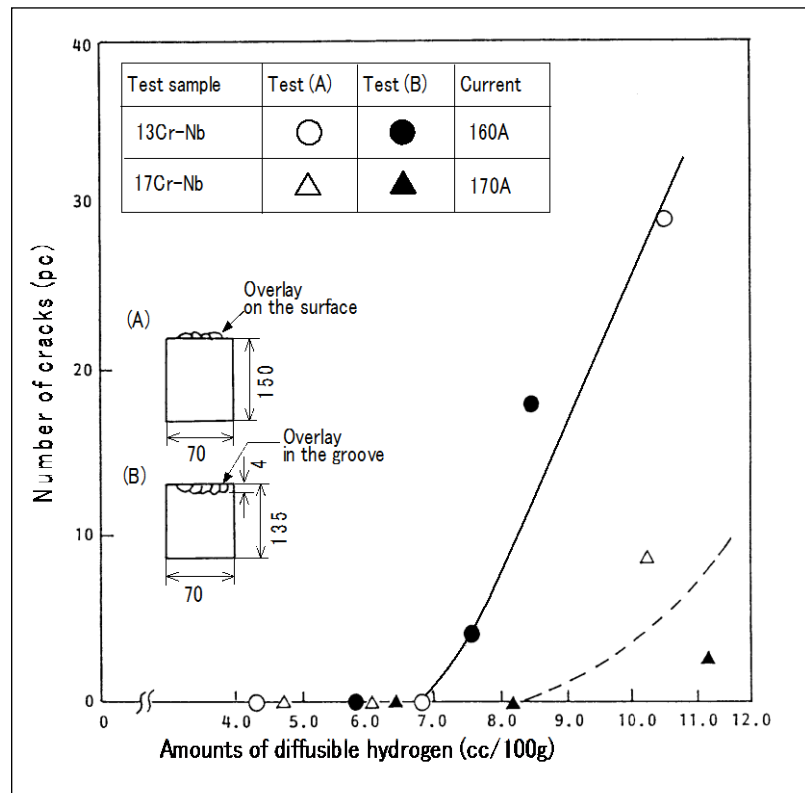 40
30
20
10
0
Number of cracks (pc)
Test sample Test (A) Test (B) Current
13Cr-Nb 160A
17Cr-Nb 170A
Overlay
on the surface
(A)
150
70
Overlay
in the groove
(B)
4
135
70
0 4.0 5.0 6.0 7.0 8.0 9.0 10.0 11.0 12.0
Amounts of diffusible hydrogen (cc/100g)